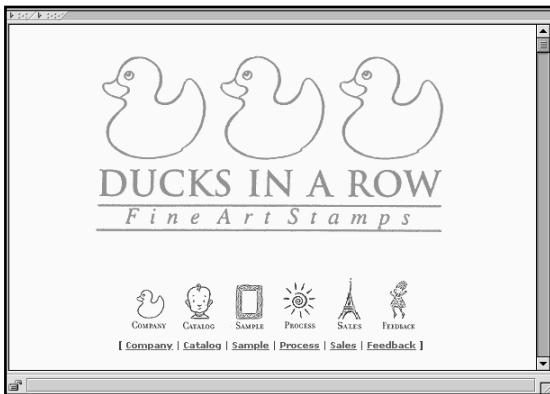 DUCKS IN A ROW
Fine Art Stamps
COMPANY CATALOG SAMPLE PROCESS SALES FEEDBACK
[ Company | Catalog | Sample | Process | Sales | Feedback ]